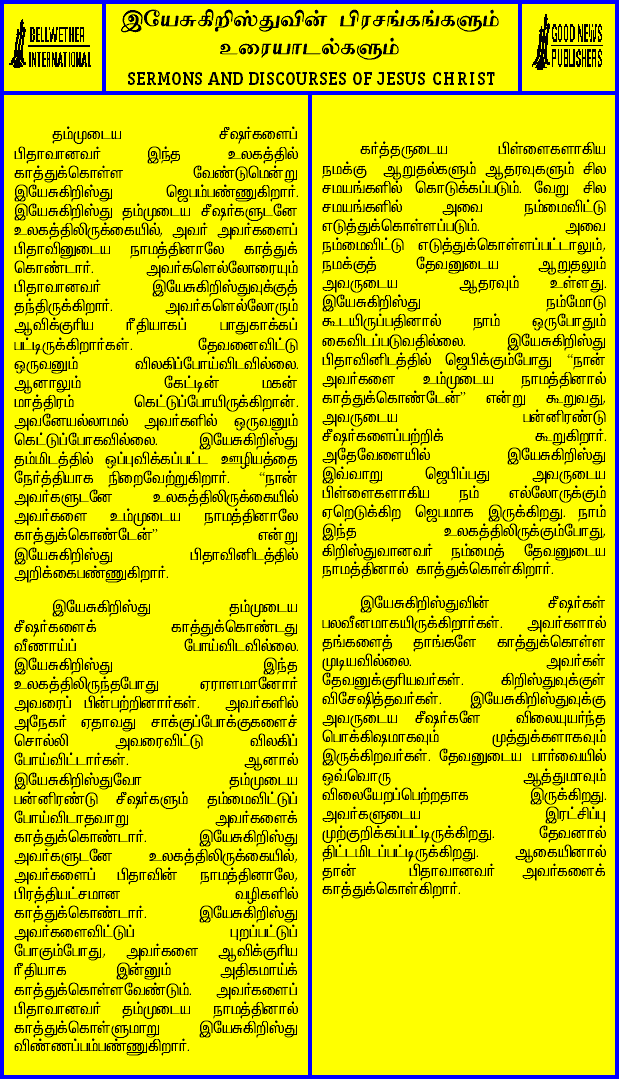 BELLWETHER
INTERNATIONAL
இயேசுகிறிஸ்துவின் பிரசங்கங்களும்
உரையாடல்களும்
SERMONS AND DISCOURSES OF JESUS CHRIST
GOOD NEWS
PUBLISHERS
தம்முடைய சீஷர்களைப்
பிதாவானவர் இந்த உலகத்தில்
காத்துக்கொள்ள வேண்டுமென்று
இயேசுகிறிஸ்து ஜெபம்பண்ணுகிறார்.
இயேசுகிறிஸ்து தம்முடைய சீஷர்களுடனே
உலகத்திலிருக்கையில், அவர் அவர்களைப்
பிதாவினுடைய நாமத்தினாலே காத்துக்
கொண்டார். அவர்களெல்லோரையும்
பிதாவானவர் இயேசுகிறிஸ்துவுக்குத்
தந்திருக்கிறார். அவர்களெல்லோரும்
ஆவிக்குரிய ரீதியாகப் பாதுகாக்கப்
பட்டிருக்கிறார்கள். தேவனைவிட்டு
ஒருவனும் விலகிப்போய்விடவில்லை.
ஆனாலும் கேட்டின் மகன்
மாத்திரம் கெட்டுப்போயிருக்கிறான்.
அவனேயல்லாமல் அவர்களில் ஒருவனும்
கெட்டுப்போகவில்லை. இயேசுகிறிஸ்து
தம்மிடத்தில் ஒப்புவிக்கப்பட்ட ஊழியத்தை
நேர்த்தியாக நிறைவேற்றுகிறார். “நான்
அவர்களுடனே உலகத்திலிருக்கையில்
அவர்களை உம்முடைய நாமத்தினாலே
காத்துக்கொண்டேன்” என்று
இயேசுகிறிஸ்து பிதாவினிடத்தில்
அறிக்கைபண்ணுகிறார்.
இயேசுகிறிஸ்து தம்முடைய
சீஷர்களைக் காத்துக்கொண்டது
வீணாய்ப் போய்விடவில்லை.
இயேசுகிறிஸ்து இந்த
உலகத்திலிருந்தபோது ஏராளமானோர்
அவரைப் பின்பற்றினார்கள். அவர்களில்
அநேகர் ஏதாவது சாக்குப்போக்குகளைச்
சொல்லி அவரைவிட்டு விலகிப்
போய்விட்டார்கள். ஆனால்
இயேசுகிறிஸ்துவோ தம்முடைய
பன்னிரண்டு சீஷர்களும் தம்மைவிட்டுப்
போய்விடாதவாறு அவர்களைக்
காத்துக்கொண்டார். இயேசுகிறிஸ்து
அவர்களுடனே உலகத்திலிருக்கையில்,
அவர்களைப் பிதாவின் நாமத்தினாலே,
பிரத்தியட்சமான வழிகளில்
காத்துக்கொண்டார். இயேசுகிறிஸ்து
அவர்களைவிட்டுப் புறப்பட்டுப்
போகும்போது, அவர்களை ஆவிக்குரிய
ரீதியாக இன்னும் அதிகமாய்க்
காத்துக்கொள்ளவேண்டும். அவர்களைப்
பிதாவானவர் தம்முடைய நாமத்தினால்
காத்துக்கொள்ளுமாறு இயேசுகிறிஸ்து
விண்ணப்பம்பண்ணுகிறார்.
கர்த்தருடைய பிள்ளைகளாகிய
நமக்கு ஆறுதல்களும் ஆதரவுகளும் சில
சமயங்களில் கொடுக்கப்படும். வேறு சில
சமயங்களில் அவை நம்மைவிட்டு
எடுத்துக்கொள்ளப்படும். அவை
நம்மைவிட்டு எடுத்துக்கொள்ளப்பட்டாலும்,
நமக்குத் தேவனுடைய ஆறுதலும்
அவருடைய ஆதரவும் உள்ளது.
இயேசுகிறிஸ்து நம்மோடு
கூடயிருப்பதினால் நாம் ஒருபோதும்
கைவிடப்படுவதில்லை. இயேசுகிறிஸ்து
பிதாவினிடத்தில் ஜெபிக்கும்போது “நான்
அவர்களை உம்முடைய நாமத்தினால்
காத்துக்கொண்டேன்” என்று கூறுவது,
அவருடைய பன்னிரண்டு
சீஷர்களைப்பற்றிக் கூறுகிறார்.
அதேவேளையில் இயேசுகிறிஸ்து
இவ்வாறு ஜெபிப்பது அவருடைய
பிள்ளைகளாகிய நம் எல்லோருக்கும்
ஏறெடுக்கிற ஜெபமாக இருக்கிறது. நாம்
இந்த உலகத்திலிருக்கும்போது,
கிறிஸ்துவானவர் நம்மைத் தேவனுடைய
நாமத்தினால் காத்துக்கொள்கிறார்.
இயேசுகிறிஸ்துவின் சீஷர்கள்
பலவீனமாகயிருக்கிறார்கள். அவர்களால்
தங்களைத் தாங்களே காத்துக்கொள்ள
முடியவில்லை. அவர்கள்
தேவனுக்குரியவர்கள். கிறிஸ்துவுக்குள்
விசேஷித்தவர்கள். இயேசுகிறிஸ்துவுக்கு
அவருடைய சீஷர்களே விலையுயர்ந்த
பொக்கிஷமாகவும் முத்துக்களாகவும்
இருக்கிறவர்கள். தேவனுடைய பார்வையில்
ஒவ்வொரு ஆத்துமாவும்
விலையேறப்பெற்றதாக இருக்கிறது.
அவர்களுடைய இரட்சிப்பு
முற்குறிக்கப்பட்டிருக்கிறது. தேவனால்
திட்டமிடப்பட்டிருக்கிறது. ஆகையினால்
தான் பிதாவானவர் அவர்களைக்
காத்துக்கொள்கிறார்.